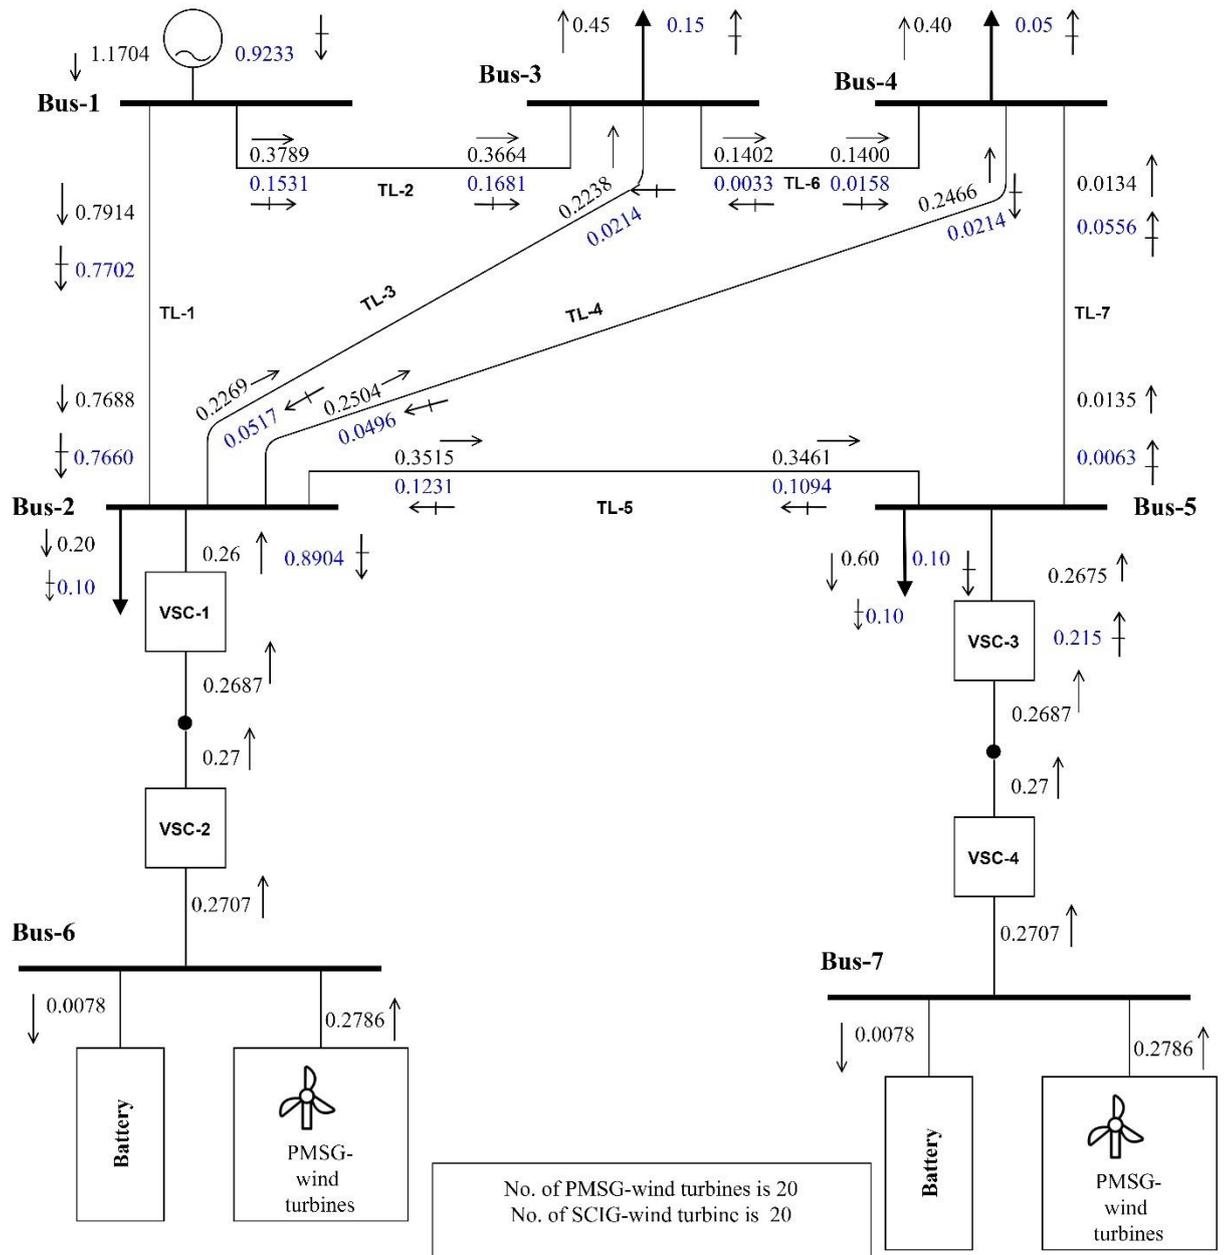 0.45
0.15
0.40
0.05
1.1704
0.9233
Bus-3
Bus-4
Bus-1
0.3789
0.3664
0.1402
0.1400
0.1531
TL-2
0.1681
0.0033
TL-6
0.0158
0.2238
0.0214
0.2466
0.0214
0.0134
0.0556
0.7914
0.7702
TL-3
TL-4
TL-1
TL-7
0.7688
0.7660
0.2269
0.0517
0.2504
0.0496
0.0135
0.0063
0.3515
0.3461
0.1231
0.1094
TL-5
Bus-2
Bus-5
0.20
0.10
0.26
0.8904
0.60
0.10
0.10
0.2675
0.215
VSC-1
VSC-3
0.2687
0.2687
0.27
0.27
VSC-2
VSC-4
0.2707
0.2707
Bus-6
Bus-7
0.0078
0.2786
0.0078
0.2786
Battery
PMSG-
wind
turbines
Battery
PMSG-
wind
turbines
No. of PMSG-wind turbines is 20
No. of SCIG-wind turbinc is 20